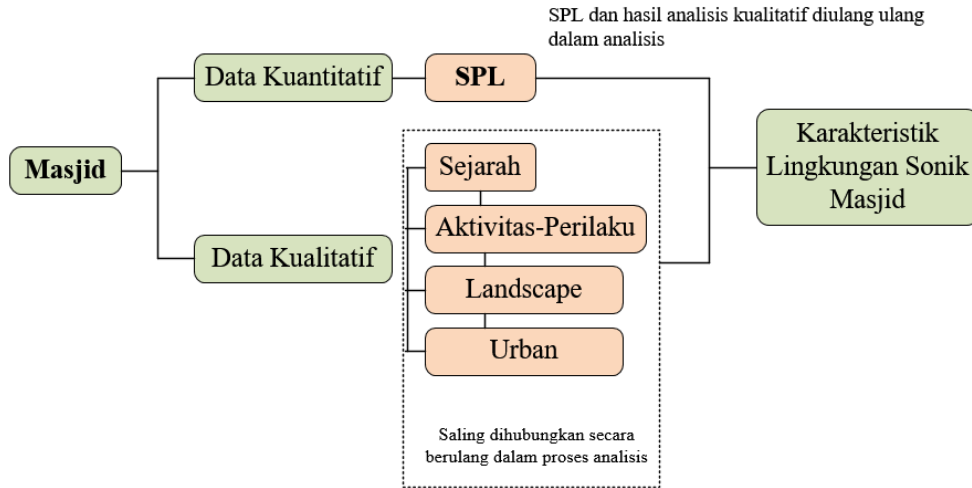 SPL dan hasil analisis kualitatif diulang ulang
dalam analisis
Masjid
Data Kuantitatif
SPL
Data Kualitatif
Sejarah
Aktivitas-Perilaku
Landscape
Urban
Saling dihubungkan secara
berulang dalam proses analisis
Karakteristik
Lingkungan Sonik
Masjid